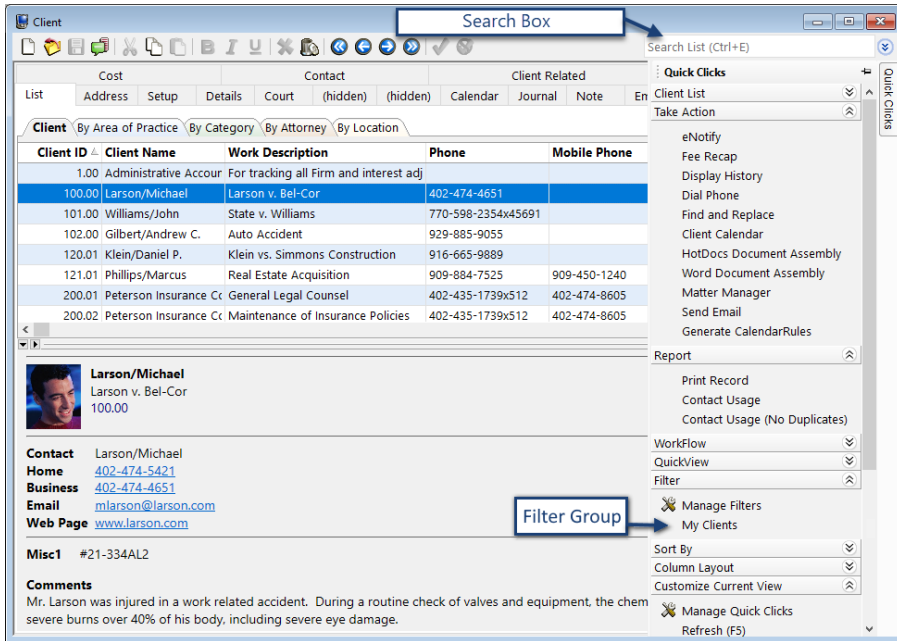 Client
Search Box
Search List (Ctrl+E)
B I U
Cost Contact Client Related
List Address Setup Details Court (hidden) (hidden) Calendar Journal Note Em
Client By Area of Practice By Category By Attorney By Location
Client ID Client Name Work Description Phone Mobile Phone
1.00 Administrative Accour For tracking all Firm and interest adj
100.00 Larson/Michael Larson v. Bel-Cor 402-474-4651
101.00 Williams/John State v. Williams 770-598-2354x45691
102.00 Gilbert/Andrew C. Auto Accident 929-885-9055
120.01 Klein/Daniel P. Klein vs. Simmons Construction 916-665-9889
121.01 Phillips/Marcus Real Estate Acquisition 909-884-7525 909-450-1240
200.01 Peterson Insurance Cc General Legal Counsel 402-435-1739x512 402-474-8605
200.02 Peterson Insurance Cc Maintenance of Insurance Policies 402-435-1739x512 402-474-8605
Larson/Michael
Larson v. Bel-Cor
100.00
Contact Larson/Michael
Home 402-474-5421
Business 402-474-4651
Email mlarson@larson.com
Web Page www.larson.com
Misc1 #21-334AL2
Comments
Mr. Larson was injured in a work related accident. During a routine check of valves and equipment, the chem
severe burns over 40% of his body, including severe eye damage.
Quick Clicks
Quick Clicks
Client List
Take Action
eNotify
Fee Recap
Display History
Dial Phone
Find and Replace
Client Calendar
HotDocs Document Assembly
Word Document Assembly
Matter Manager
Send Email
Generate CalendarRules
Report
Print Record
Contact Usage
Contact Usage (No Duplicates)
WorkFlow
QuickView
Filter
Manage Filters
Filter Group
My Clients
Sort By
Column Layout
Customize Current View
Manage Quick Clicks
Refresh (F5)